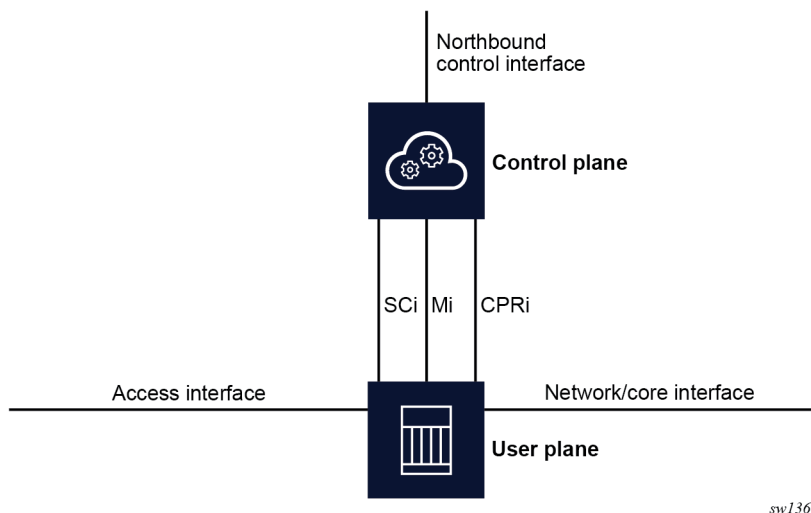 Northbound
control interface
Control plane
SCi
Mi
CPRi
Access interface
Network/core interface
User plane
sw136